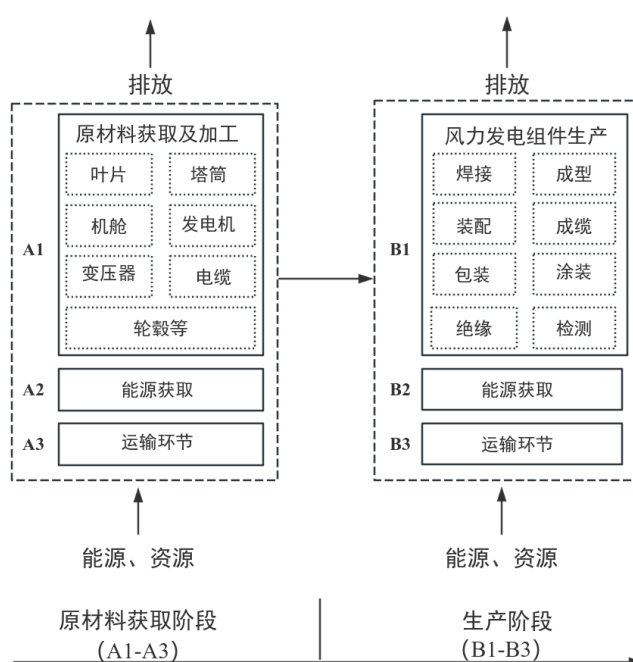 排放
原材料获取及加工
叶片
塔筒
机舱
发电机
变压器
电缆
轮毂等
A1
A2
能源获取
A3
运输环节
能源、资源
原材料获取阶段
(A1-A3)
排放
风力发电组件生产
焊接
成型
装配
成缆
包装
涂装
绝缘
检测
B1
B2
能源获取
B3
运输环节
能源、资源
生产阶段
(B1-B3)